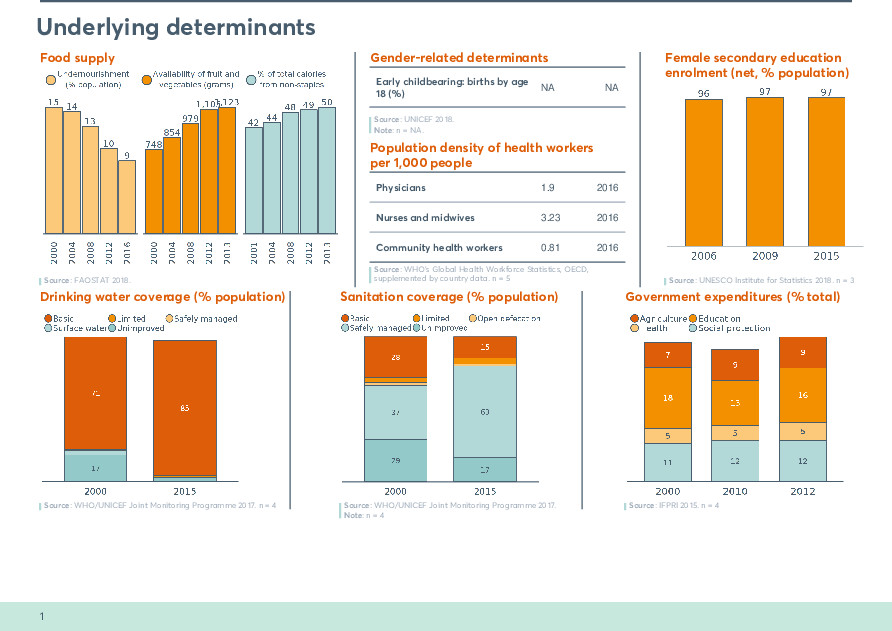 Underlying determinants
Food supply
Undernourishment (% population)
Availability of fruit and vegetables (grams)
% of total calories from non-staples
15 14 13 10 9
748 854 979 1,123
42 44 48 49 50
2000 2004 2008 2012 2016
2000 2004 2008 2012 2013
2001 2004 2008 2012 2013
Source: FAOSTAT 2018.
Gender-related determinants
Early childbearing: births by age
18 (%)
NA NA
Source: UNICEF 2018.
Note: n = NA.
Population density of health workers
per 1,000 people
Physicians 1.9 2016
Nurses and midwives 3.23 2016
Community health workers 0.81 2016
Source: WHO's Global Health Workforce Statistics, OECD,
supplemented by country data. n = 5
Female secondary education
enrolment (net, % population)
96 97 97
2006 2009 2015
Source: UNESCO Institute for Statistics 2018. n = 3
Drinking water coverage (% population)
Basic Limited Safely managed
Surface water Unimproved
71 85
17
2000 2015
Source: WHO/UNICEF Joint Monitoring Programme 2017. n = 4
Sanitation coverage (% population)
Basic Limited Open defecation
Safely managed Unimproved
28 15
37
29 17
2000 2015
Source: WHO/UNICEF Joint Monitoring Programme 2017.
Note: n = 4
Government expenditures (% total)
Agriculture Education
Health Social protection
7 9
18 13 16
5 5
11 12 12
2000 2010 2012
Source: IFPRI 2015. n = 4
1